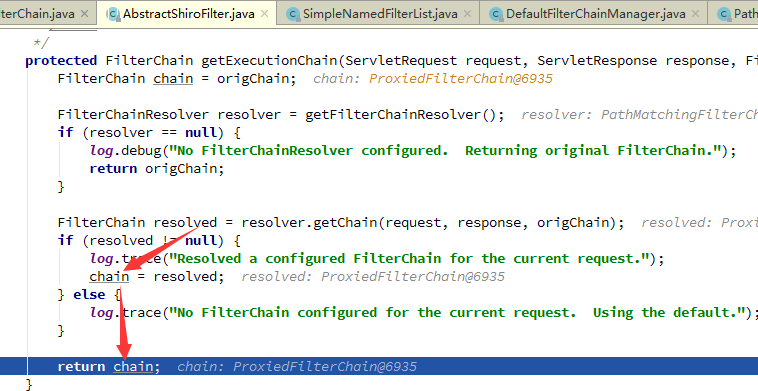 lterChain.java × AbstractShiroFilter.java × SimpleNamedFilterList.java × DefaultFilterChainManager.java × Path
*/
protected FilterChain getExecutionChain(ServletRequest request, ServletResponse response, Fi
FilterChain chain = origChain; chain: ProxiedFilterChain@6935
FilterChainResolver resolver = getFilterChainResolver(); resolver: PathMatchingFilterCh
if (resolver == null) {
log.debug("No FilterChainResolver configured.  Returning original FilterChain.");
return origChain;
}
FilterChain resolved = resolver.getChain(request, response, origChain); resolved: Proxied
if (resolved != null) {
log.trace("Resolved a configured FilterChain for the current request.");
chain = resolved; resolved: ProxiedFilterChain@6935
} else {
log.trace("No FilterChain configured for the current request.  Using the default.");
}
return chain; chain: ProxiedFilterChain@6935
}